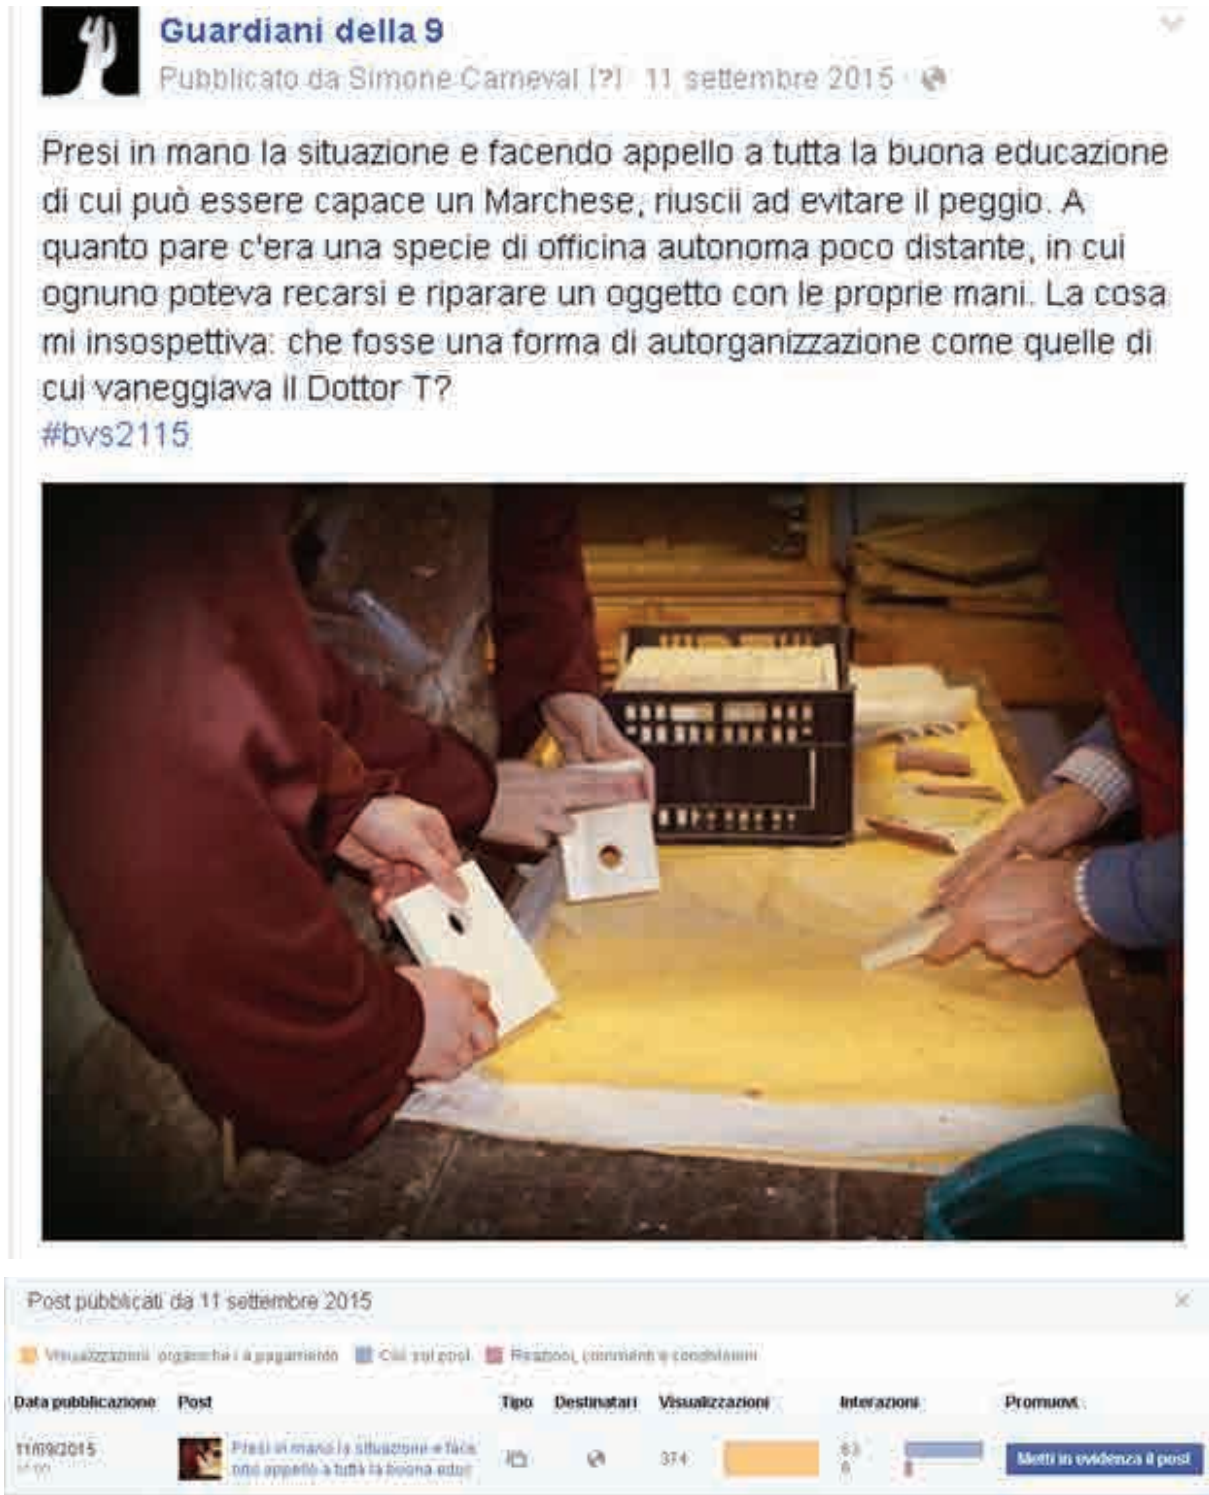 Guardiani della 9
Pubblicato da Simone Carneval [?] · 11 settembre 2015 ·
Presi in mano la situazione e facendo appello a tutta la buona educazione
di cui può essere capace un Marchese, riuscii ad evitare il peggio. A
quanto pare c'era una specie di officina autonoma poco distante, in cui
ognuno poteva recarsi e riparare un oggetto con le proprie mani. La cosa
mi insospettiva: che fosse una forma di autorganizzazione come quelle di
cui vaneggiava il Dottor T?
#bvs2115
Post pubblicati da 11 settembre 2015
Visualizzazioni: organiche / a pagamento Clic sul post Reazioni, commenti e condivisioni
Data pubblicazione Post Tipo Destinatari Visualizzazioni Interazioni Promuovi
11/09/2015 Presi in mano la situazione e face 374 63 Metti in evidenza il post
ndo appello a tutta la buona educ